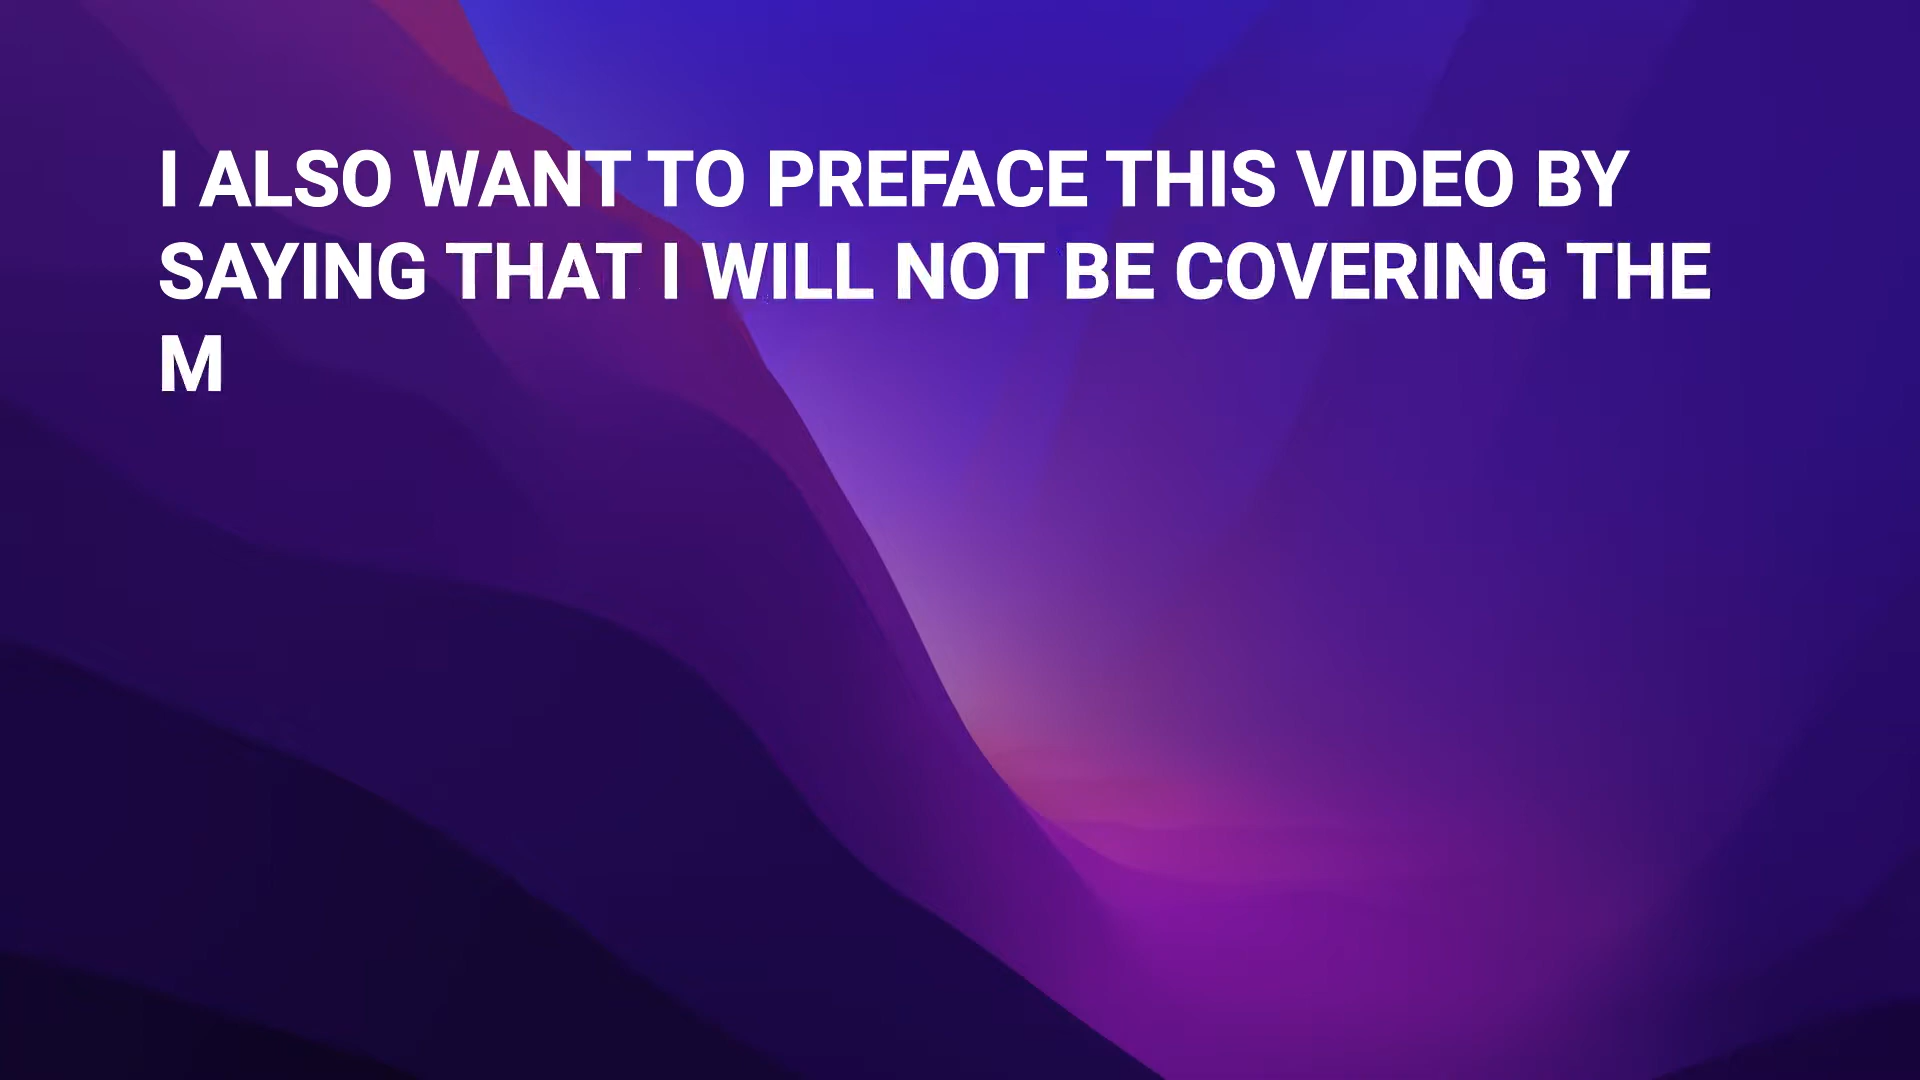 I ALSO WANT TO PREFACE THIS VIDEO BY
SAYING THAT I WILL NOT BE COVERING THE
M